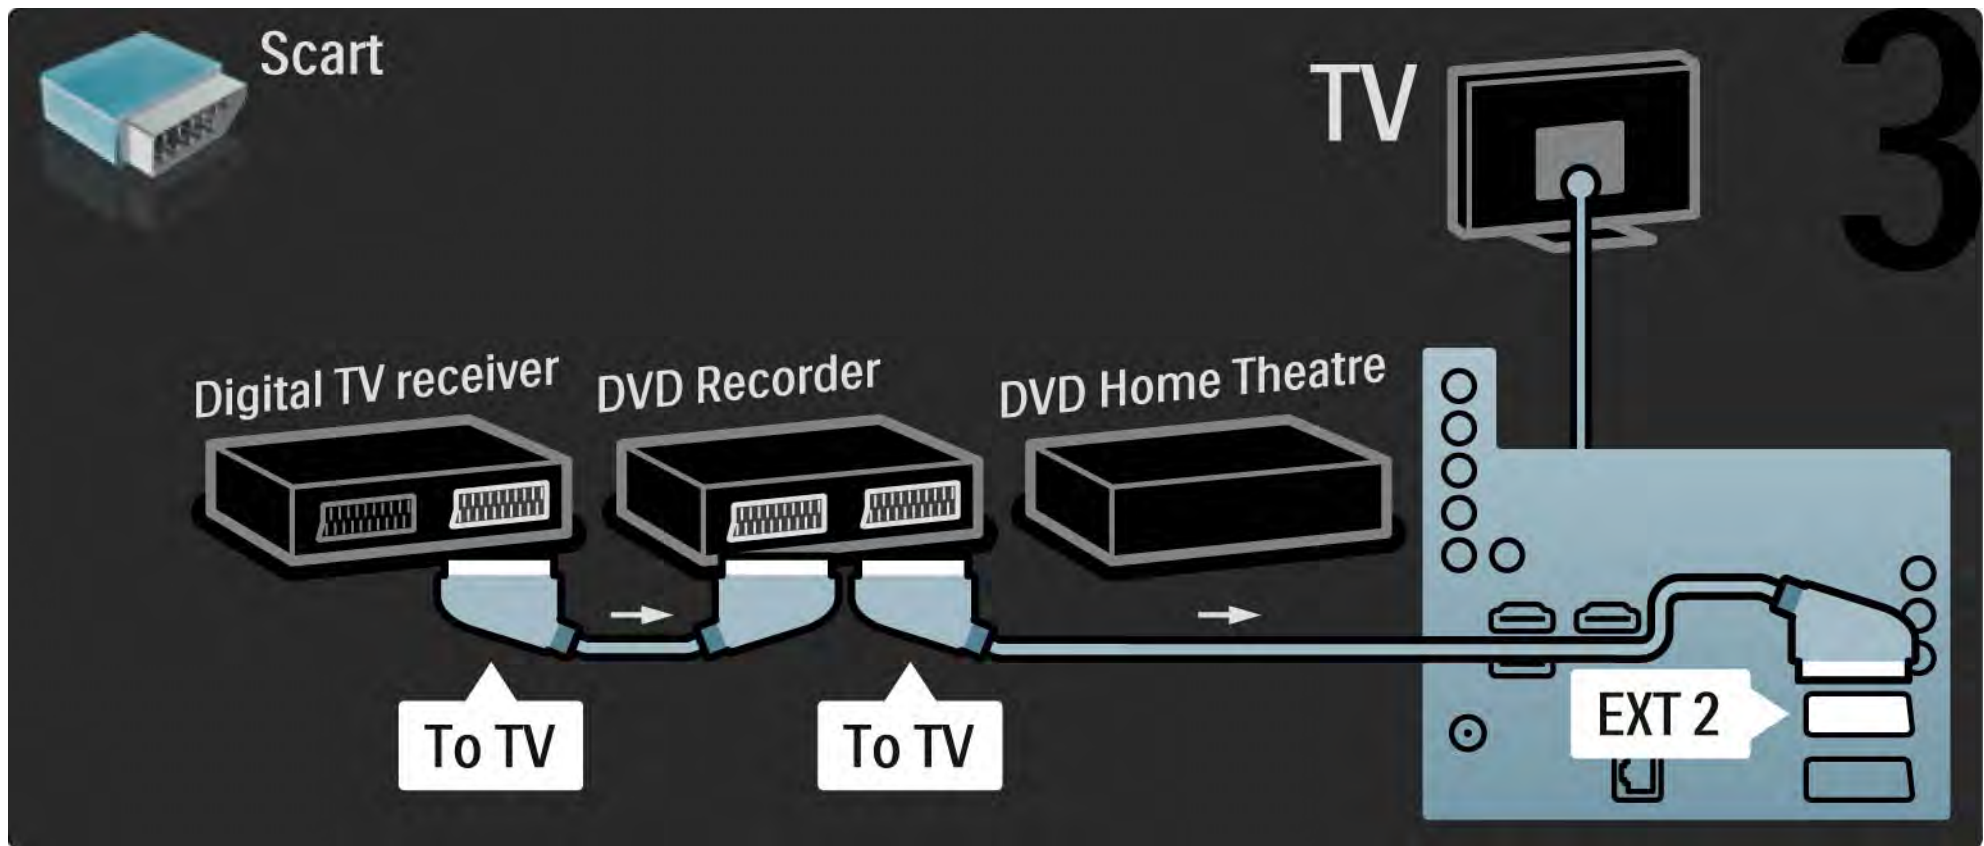 Scart
TV
3
Digital TV receiver
DVD Recorder
DVD Home Theatre
To TV
To TV
EXT 2